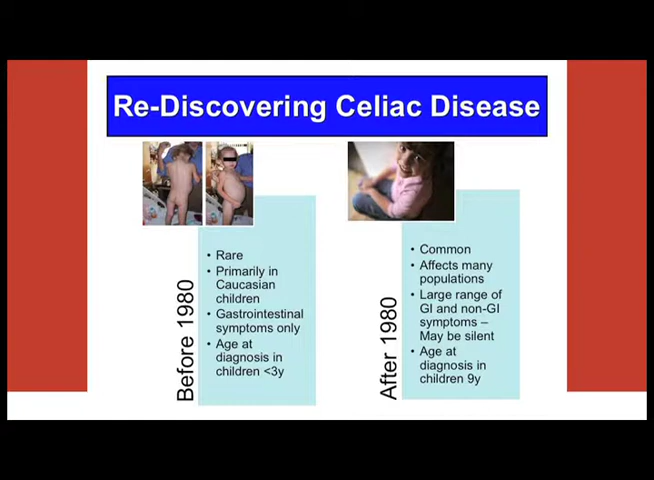 Re-Discovering Celiac Disease
Before 1980
• Rare
• Primarily in
Caucasian
children
• Gastrointestinal
symptoms only
• Age at
diagnosis in
children <3y
After 1980
• Common
• Affects many
populations
• Large range of
GI and non-GI
symptoms –
May be silent
• Age at
diagnosis in
children 9y